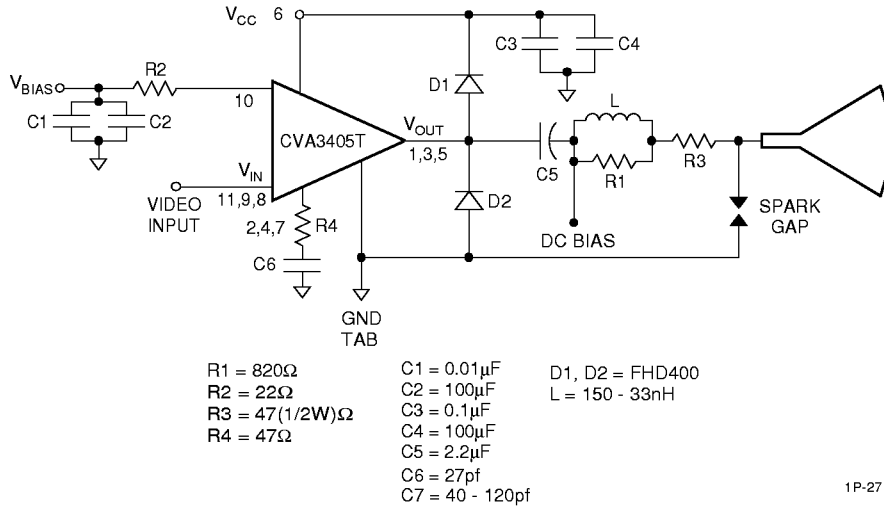 V_CC 6
C3
C4
V_BIAS
R2
D1
10
L
C1
C2
CVA3405T
V_OUT
1,3,5
R3
V_IN
C5
R1
11,9,8
VIDEO
INPUT
2,4,7
R4
D2
SPARK
GAP
DC BIAS
C6
GND
TAB
R1 = 820Ω
R2 = 22Ω
R3 = 47(1/2W)Ω
R4 = 47Ω
C1 = 0.01µF
C2 = 100µF
C3 = 0.1µF
C4 = 100µF
C5 = 2.2µF
C6 = 27pf
C7 = 40 - 120pf
D1, D2 = FHD400
L = 150 - 33nH
1P-27